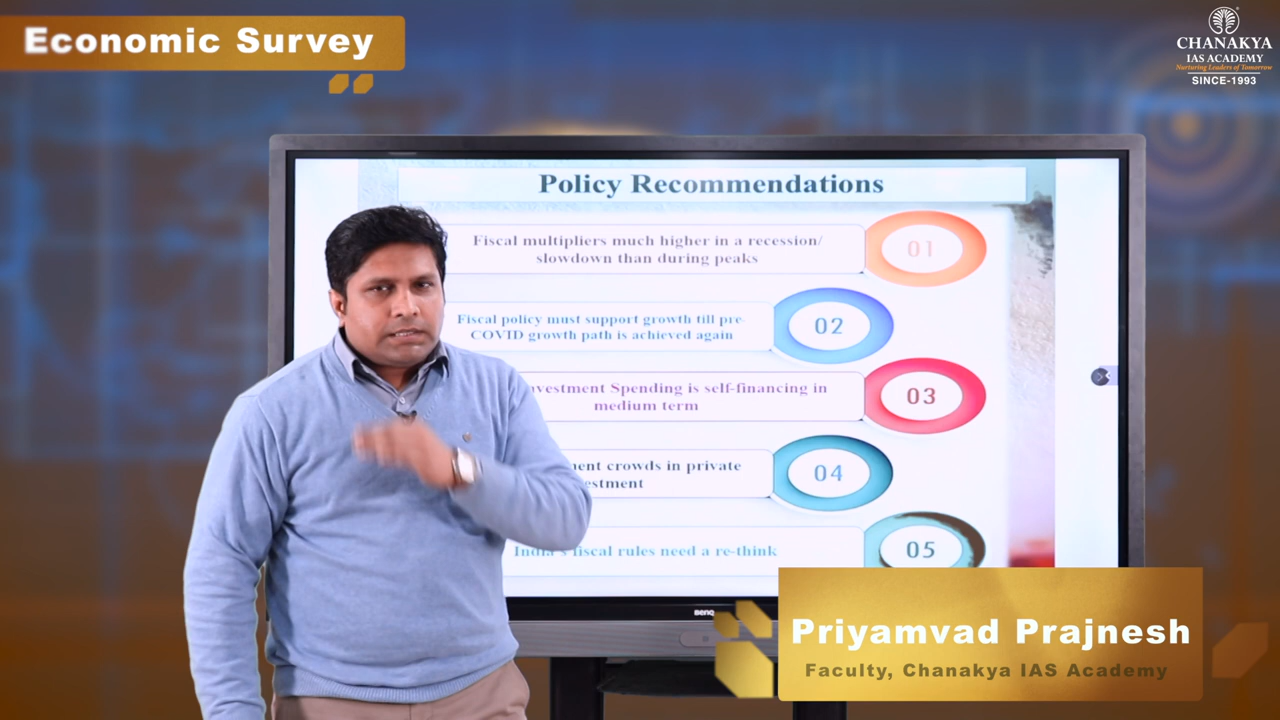 Economic Survey
CHANAKYA
IAS ACADEMY
Nurturing Leaders of Tomorrow
SINCE-1993
Policy Recommendations
Fiscal multipliers much higher in a recession/
slowdown than during peaks
01
Fiscal policy must support growth till pre-
COVID growth path is achieved again
02
Investment Spending is self-financing in
medium term
03
crowds in private
04
India's fiscal rules need a re-think
05
BenQ
Priyamvad Prajnesh
Faculty, Chanakya IAS Academy